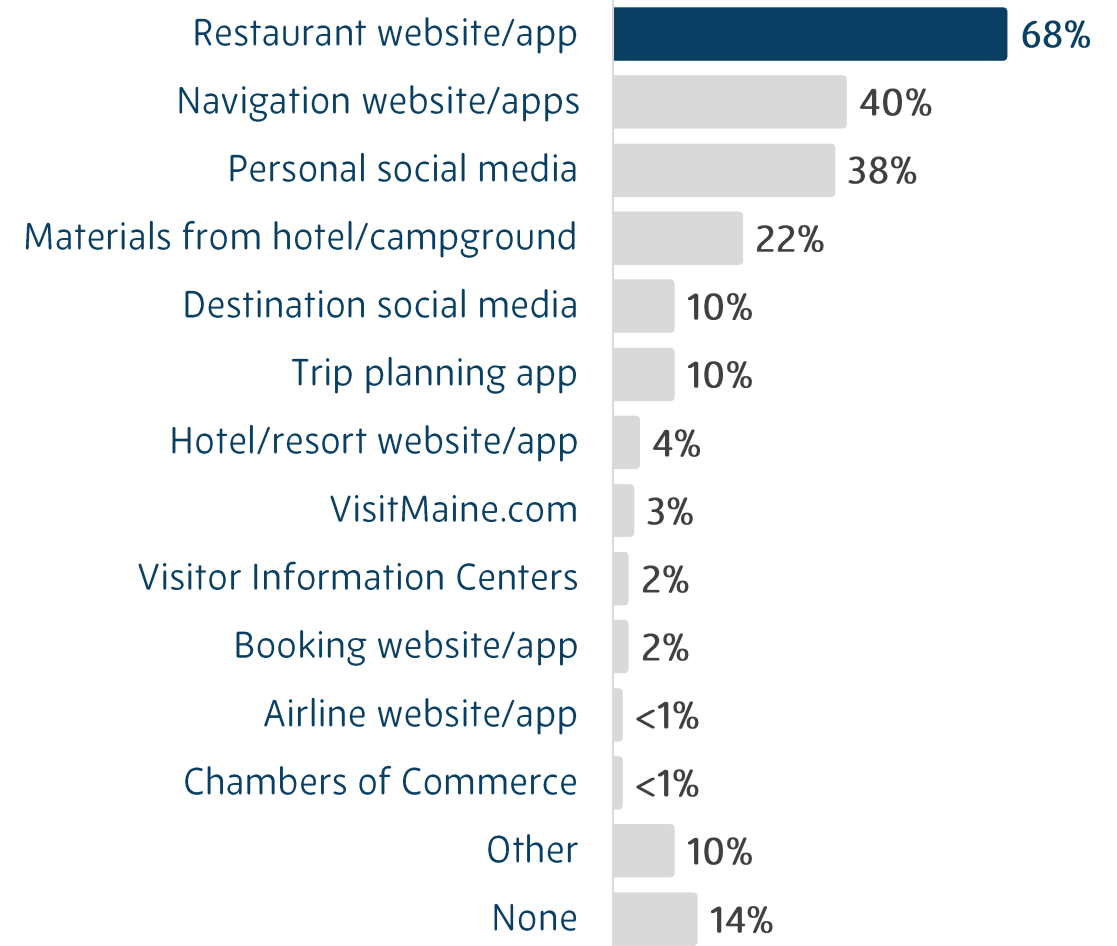 Restaurant website/app 68%
Navigation website/apps 40%
Personal social media 38%
Materials from hotel/campground 22%
Destination social media 10%
Trip planning app 10%
Hotel/resort website/app 4%
VisitMaine.com 3%
Visitor Information Centers 2%
Booking website/app 2%
Airline website/app <1%
Chambers of Commerce <1%
Other 10%
None 14%